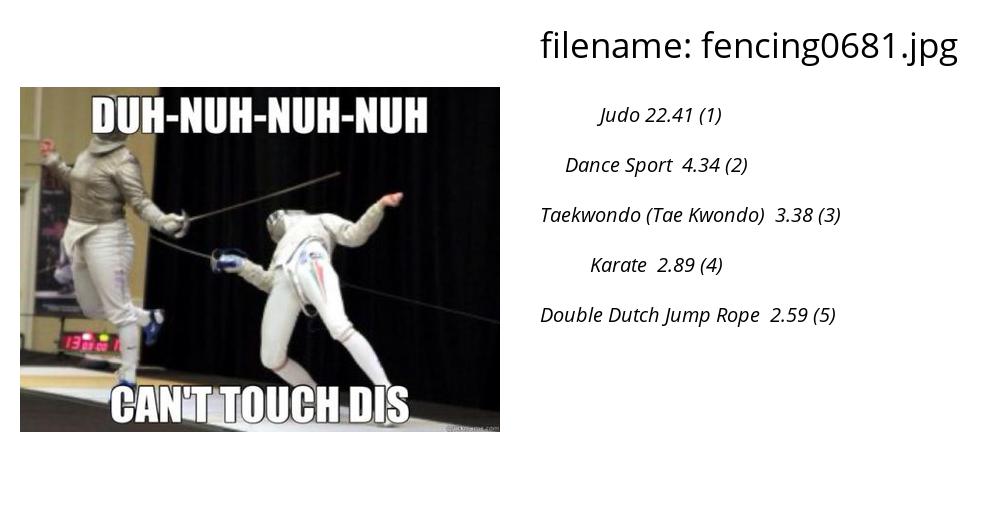 filename: fencing0681.jpg
DUH-NUH-NUH-NUH
CAN'T TOUCH DIS
Judo 22.41 (1)
Dance Sport 4.34 (2)
Taekwondo (Tae Kwondo) 3.38 (3)
Karate 2.89 (4)
Double Dutch Jump Rope 2.59 (5)